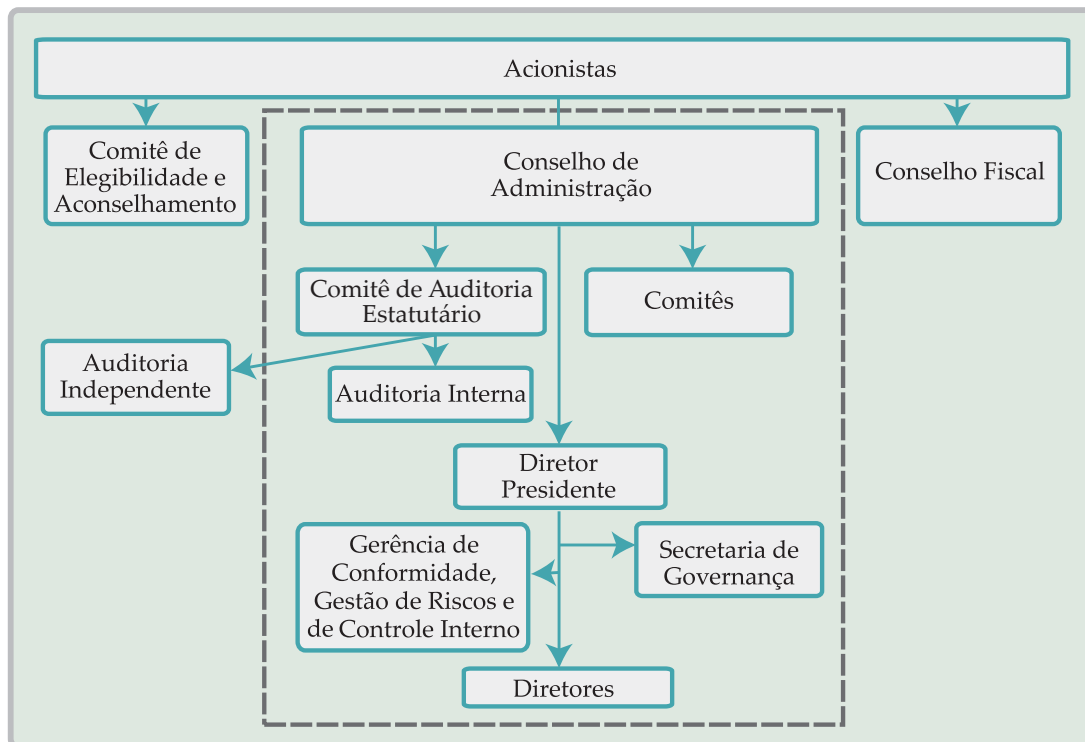 Acionistas
Comitê de
Elegibilidade e
Aconselhamento
Conselho de
Administração
Conselho Fiscal
Comitê de Auditoria
Estatutário
Comitês
Auditoria
Independente
Auditoria Interna
Diretor
Presidente
Gerência de
Conformidade,
Gestão de Riscos e
de Controle Interno
Secretaria de
Governança
Diretores